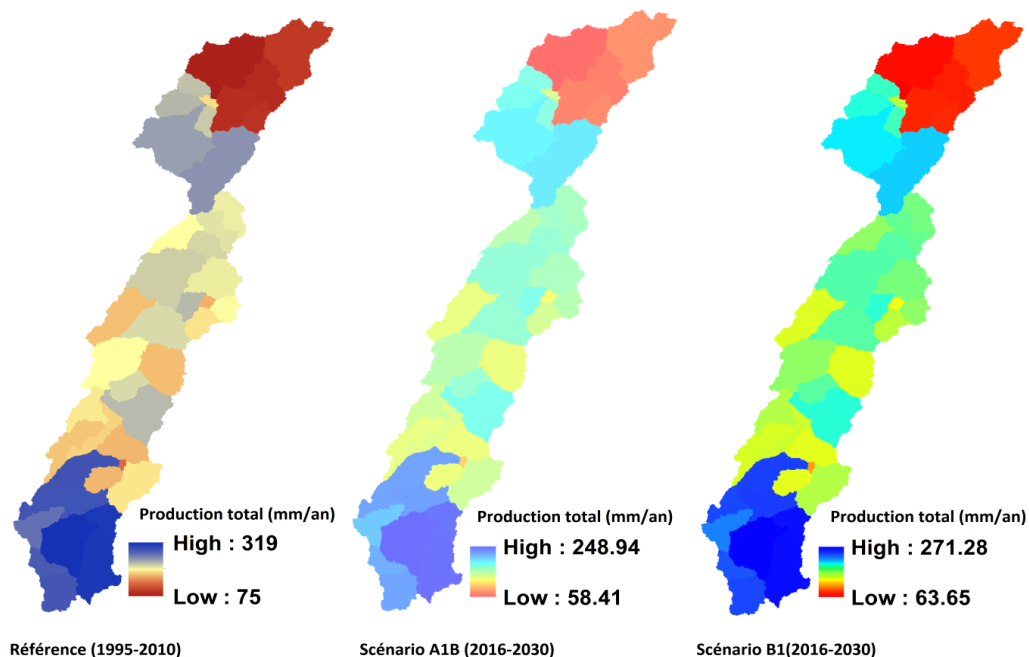 Production total (mm/an)
High : 319
Low : 75
Référence (1995-2010)
Production total (mm/an)
High : 248.94
Low : 58.41
Scénario A1B (2016-2030)
Production total (mm/an)
High : 271.28
Low : 63.65
Scénario B1(2016-2030)